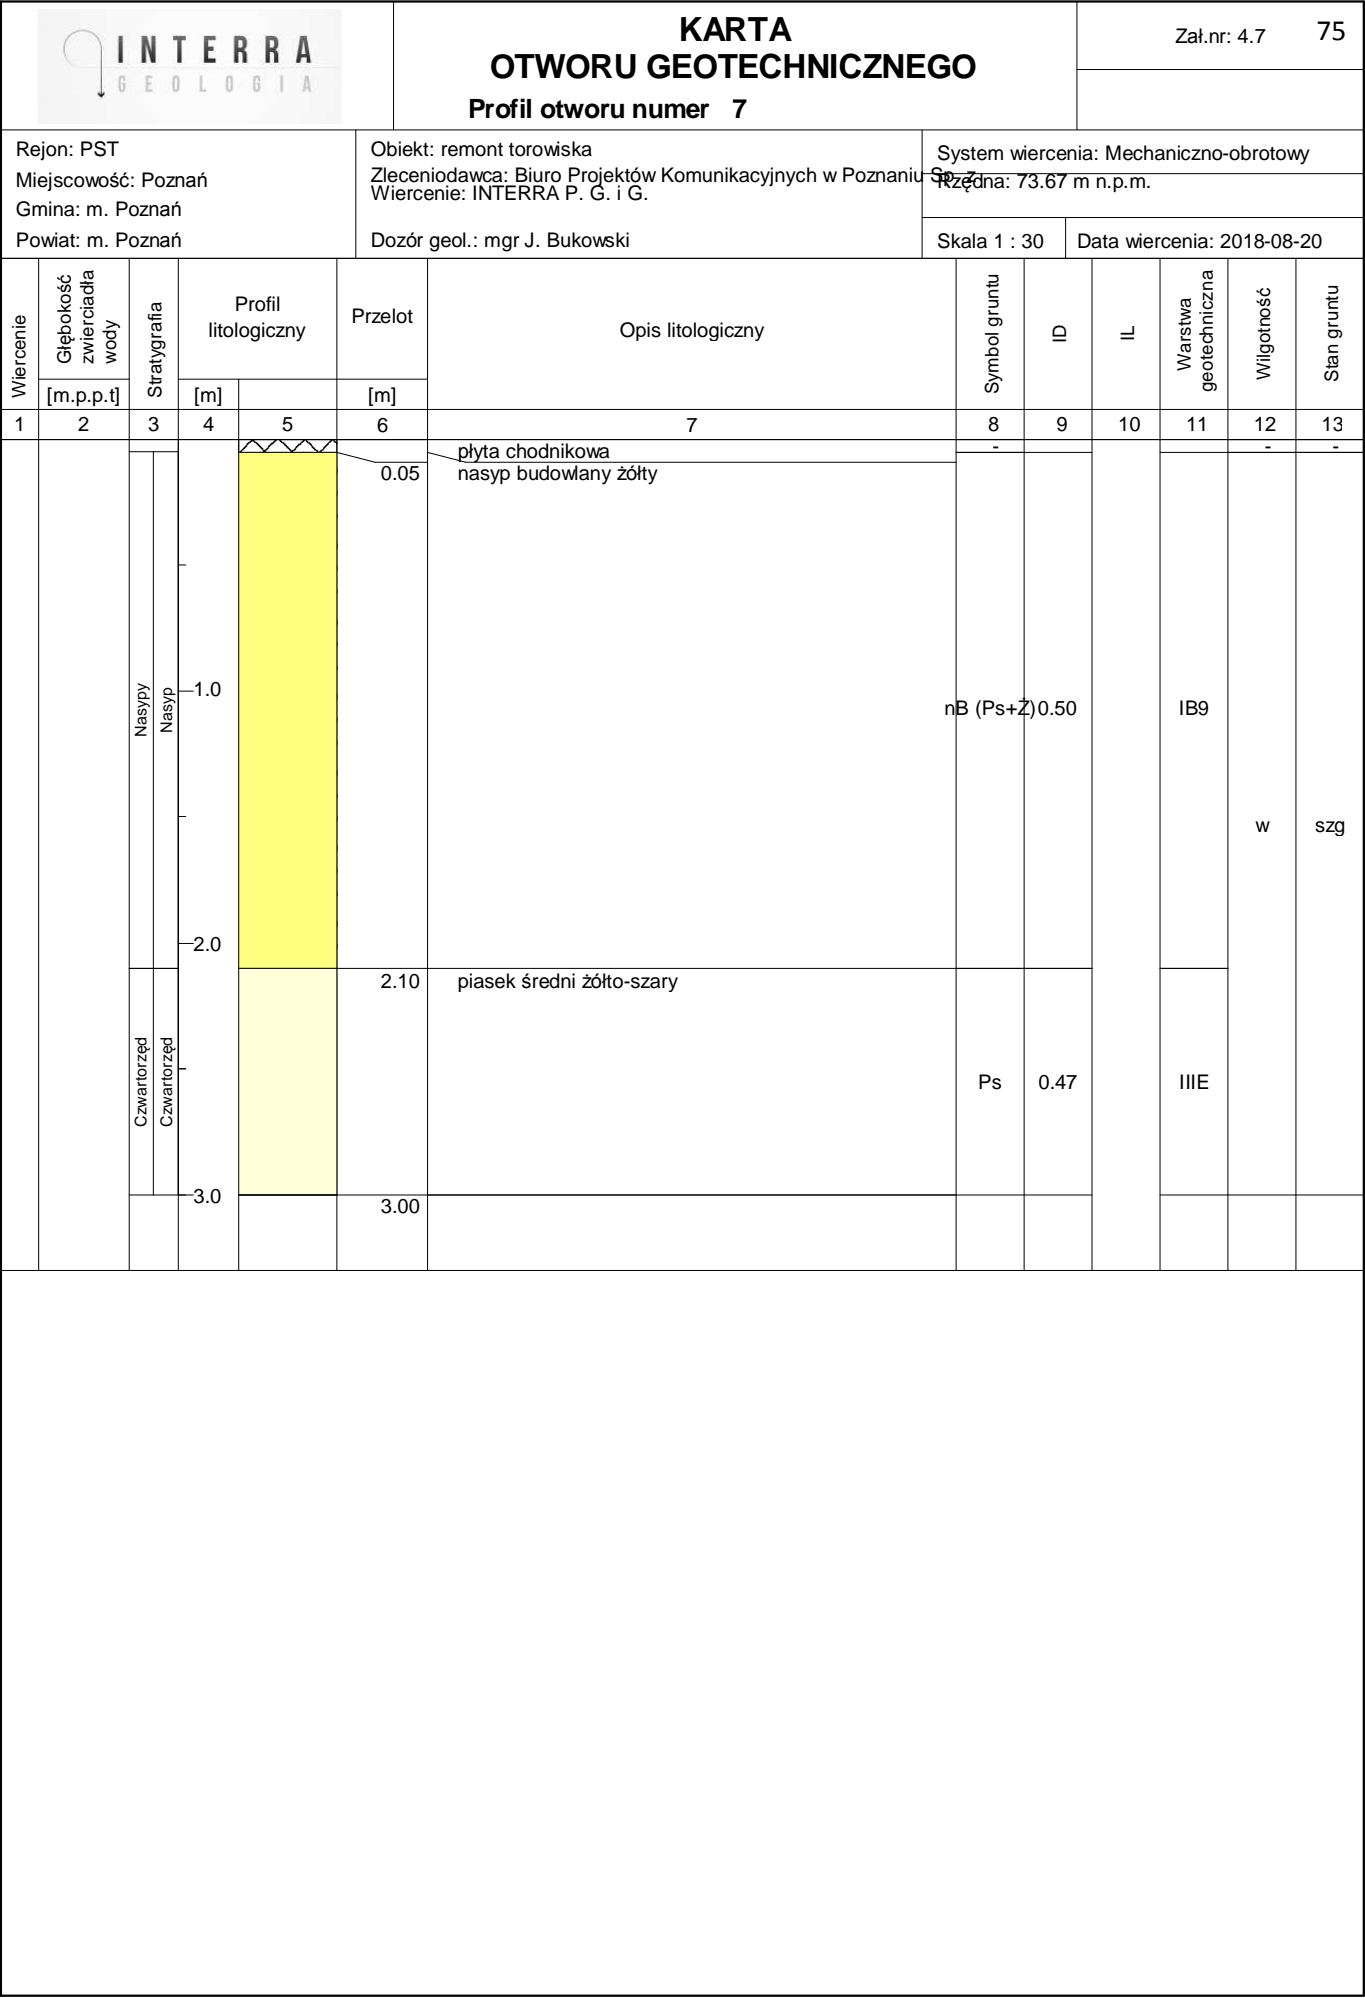 INTERRA
GEOLOGIA
KARTA
OTWORU GEOTECHNICZNEGO
Profil otworu numer 7
Zał.nr: 4.7
75
Rejon: PST
Miejscowość: Poznań
Gmina: m. Poznań
Powiat: m. Poznań
Obiekt: remont torowiska
Zleceniodawca: Biuro Projektów Komunikacyjnych w Poznaniu Sp. z
Wiercenie: INTERRA P. G. i G.
Dozór geol.: mgr J. Bukowski
System wiercenia: Mechaniczno-obrotowy
Rzędna: 73.67 m n.p.m.
Skala 1 : 30
Data wiercenia: 2018-08-20
Wiercenie
Głębokość
zwierciadła
wody
[m.p.p.t]
Stratygrafia
Profil
litologiczny
[m]
Przelot
[m]
Opis litologiczny
Symbol gruntu
ID
IL
Warstwa
geotechniczna
Wilgotność
Stan gruntu
1 2 3 4 5 6 7 8 9 10 11 12 13
płyta chodnikowa - - -
0.05 nasyp budowlany żółty
Nasypy
Nasyp
1.0
nB (Ps+Ż) 0.50 IB9
w szg
2.0
2.10 piasek średni żółto-szary
Czwartorzęd
Czwartorzęd
Ps 0.47 IIIE
3.0
3.00